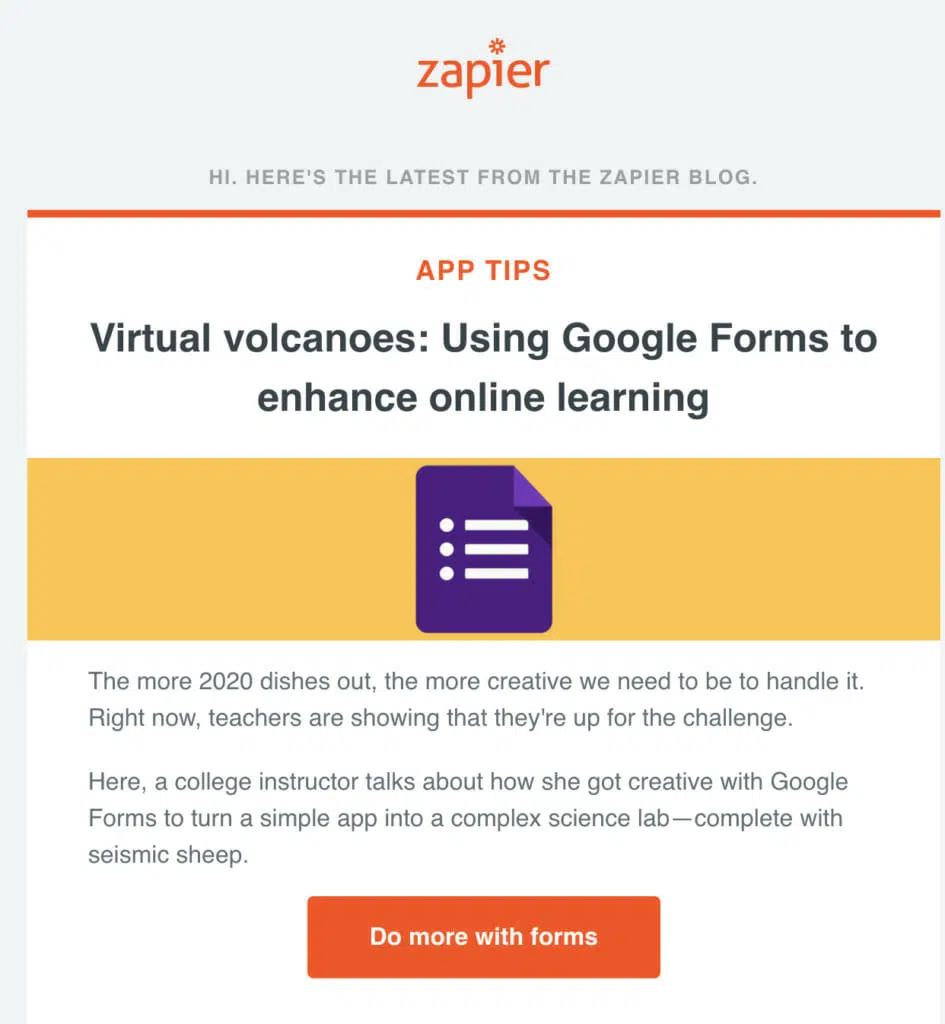 zapier
HI. HERE'S THE LATEST FROM THE ZAPIER BLOG.
APP TIPS
Virtual volcanoes: Using Google Forms to
enhance online learning
The more 2020 dishes out, the more creative we need to be to handle it.
Right now, teachers are showing that they're up for the challenge.
Here, a college instructor talks about how she got creative with Google
Forms to turn a simple app into a complex science lab—complete with
seismic sheep.
Do more with forms